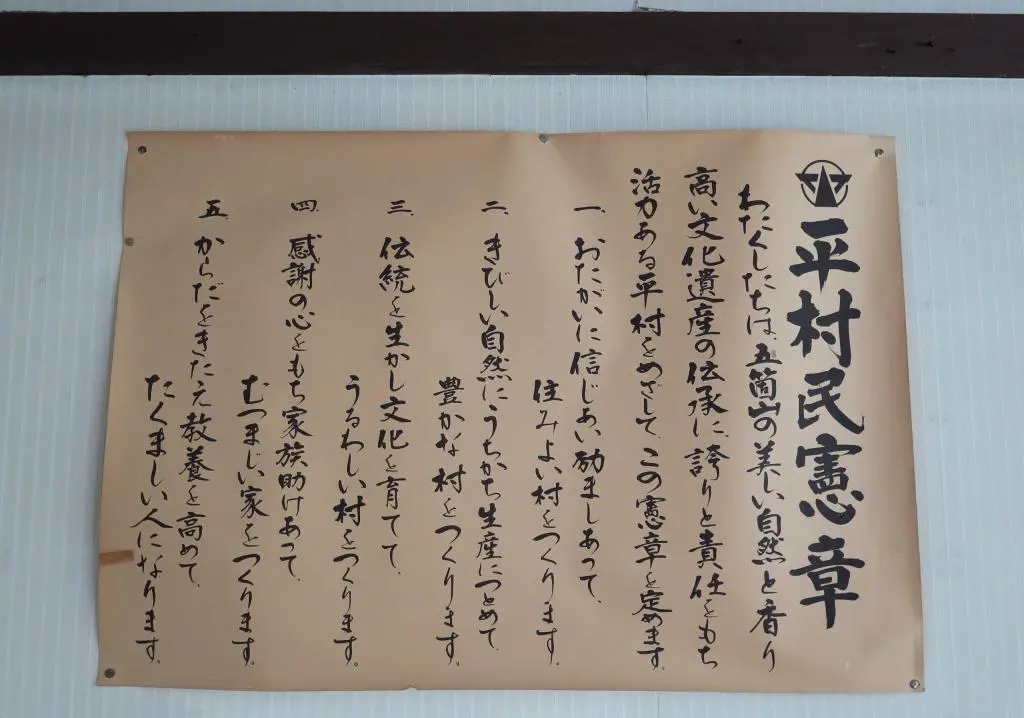 平村民憲章
わたくしたちは、五箇山の美しい自然と香り
高い文化遺産の伝承に、誇りと責任をもち
活力ある平村をめざして、この憲章を定めます。
一、おたがいに信じあい励ましあって、
住みよい村をつくります。
二、きびしい自然にうちかち生産につとめて
豊かな村をつくります。
三、伝統を生かし文化を育てて、
うるわしい村をつくります。
四、感謝の心をもち家族助けあって、
むつまじい家をつくります。
五、からだをきたえ教養を高めて、
たくましい人になります。